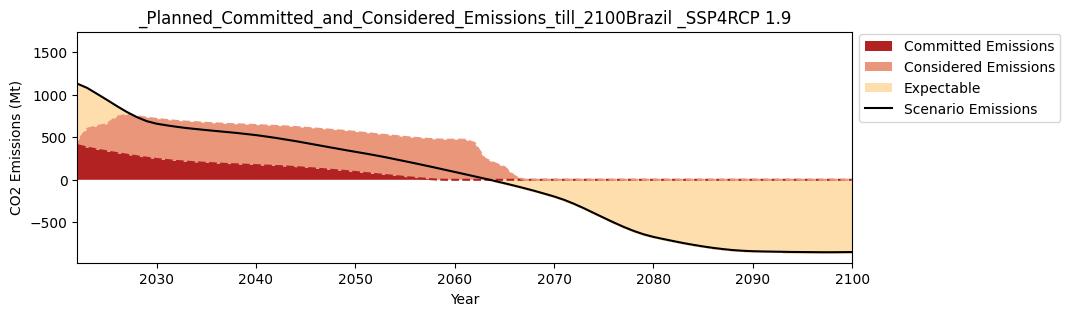 _Planned_Committed_and_Considered_Emissions_till_2100Brazil _SSP4RCP 1.9
CO2 Emissions (Mt)
1500
1000
500
0
−500
2030
2040
2050
2060
2070
2080
2090
2100
Year
Committed Emissions
Considered Emissions
Expectable
Scenario Emissions